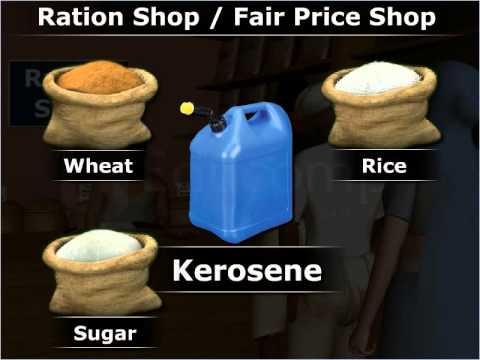 Ration Shop / Fair Price Shop
Wheat
Rice
Kerosene
Sugar